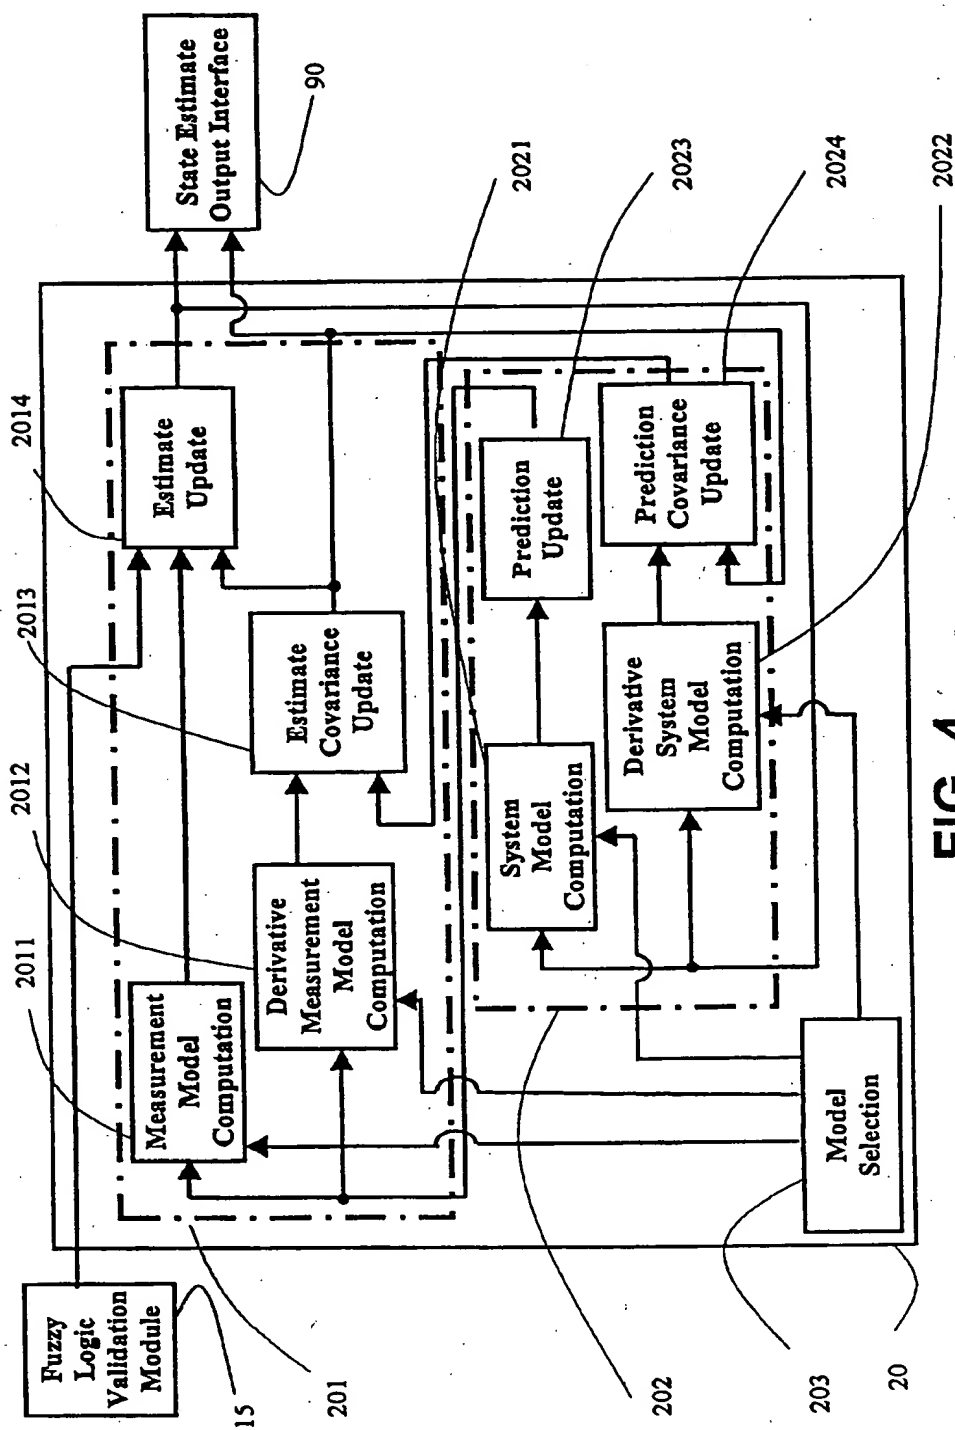 Fuzzy
Logic
Validation
Module
15
201
2011
Measurement
Model
Computation
2012
Derivative
Measurement
Model
Computation
2013
Estimate
Covariance
Update
2014
Estimate
Update
State Estimate
Output Interface
90
System
Model
Computation
2021
Prediction
Update
2023
Derivative
System
Model
Computation
2022
Prediction
Covariance
Update
2024
202
Model
Selection
203
20
FIG. 4